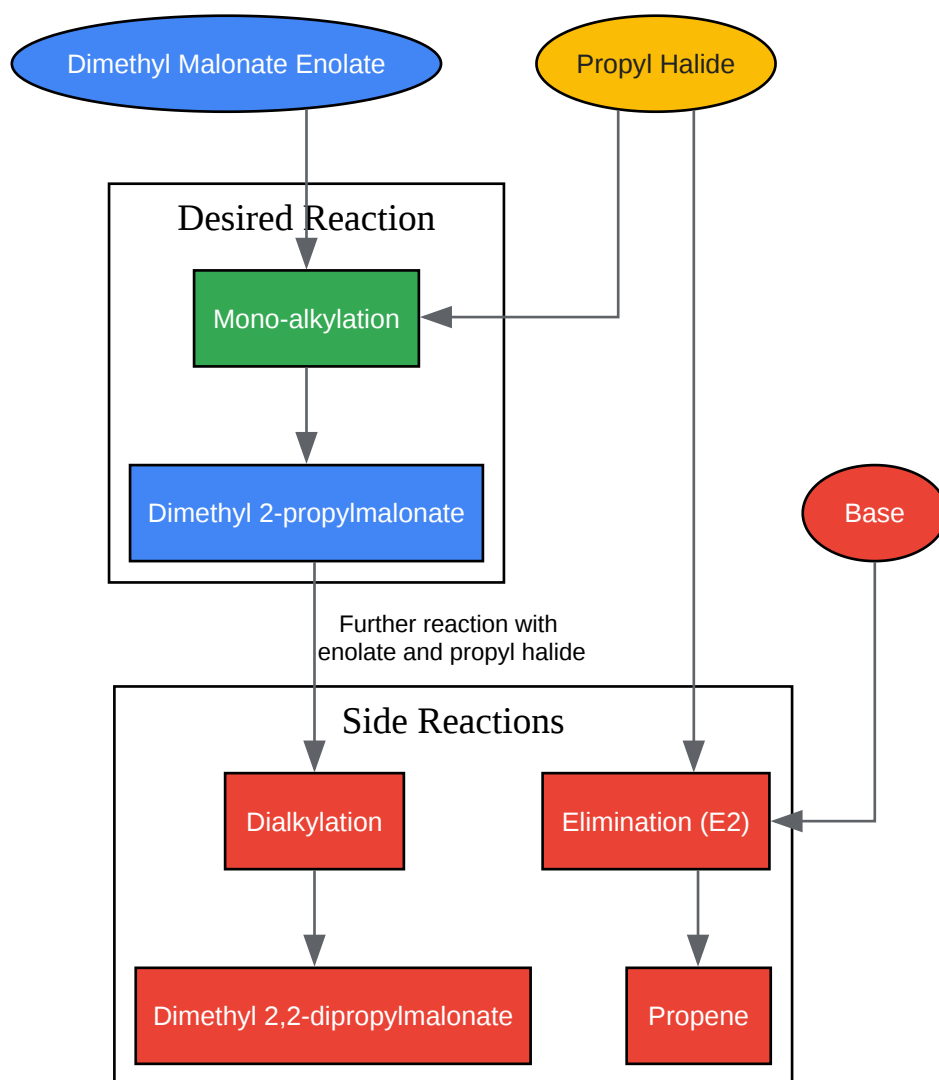 Dimethyl Malonate Enolate
Propyl Halide
Desired Reaction
Mono-alkylation
Dimethyl 2-propylmalonate
Base
Further reaction with
enolate and propyl halide
Side Reactions
Dialkylation
Elimination (E2)
Dimethyl 2,2-dipropylmalonate
Propene